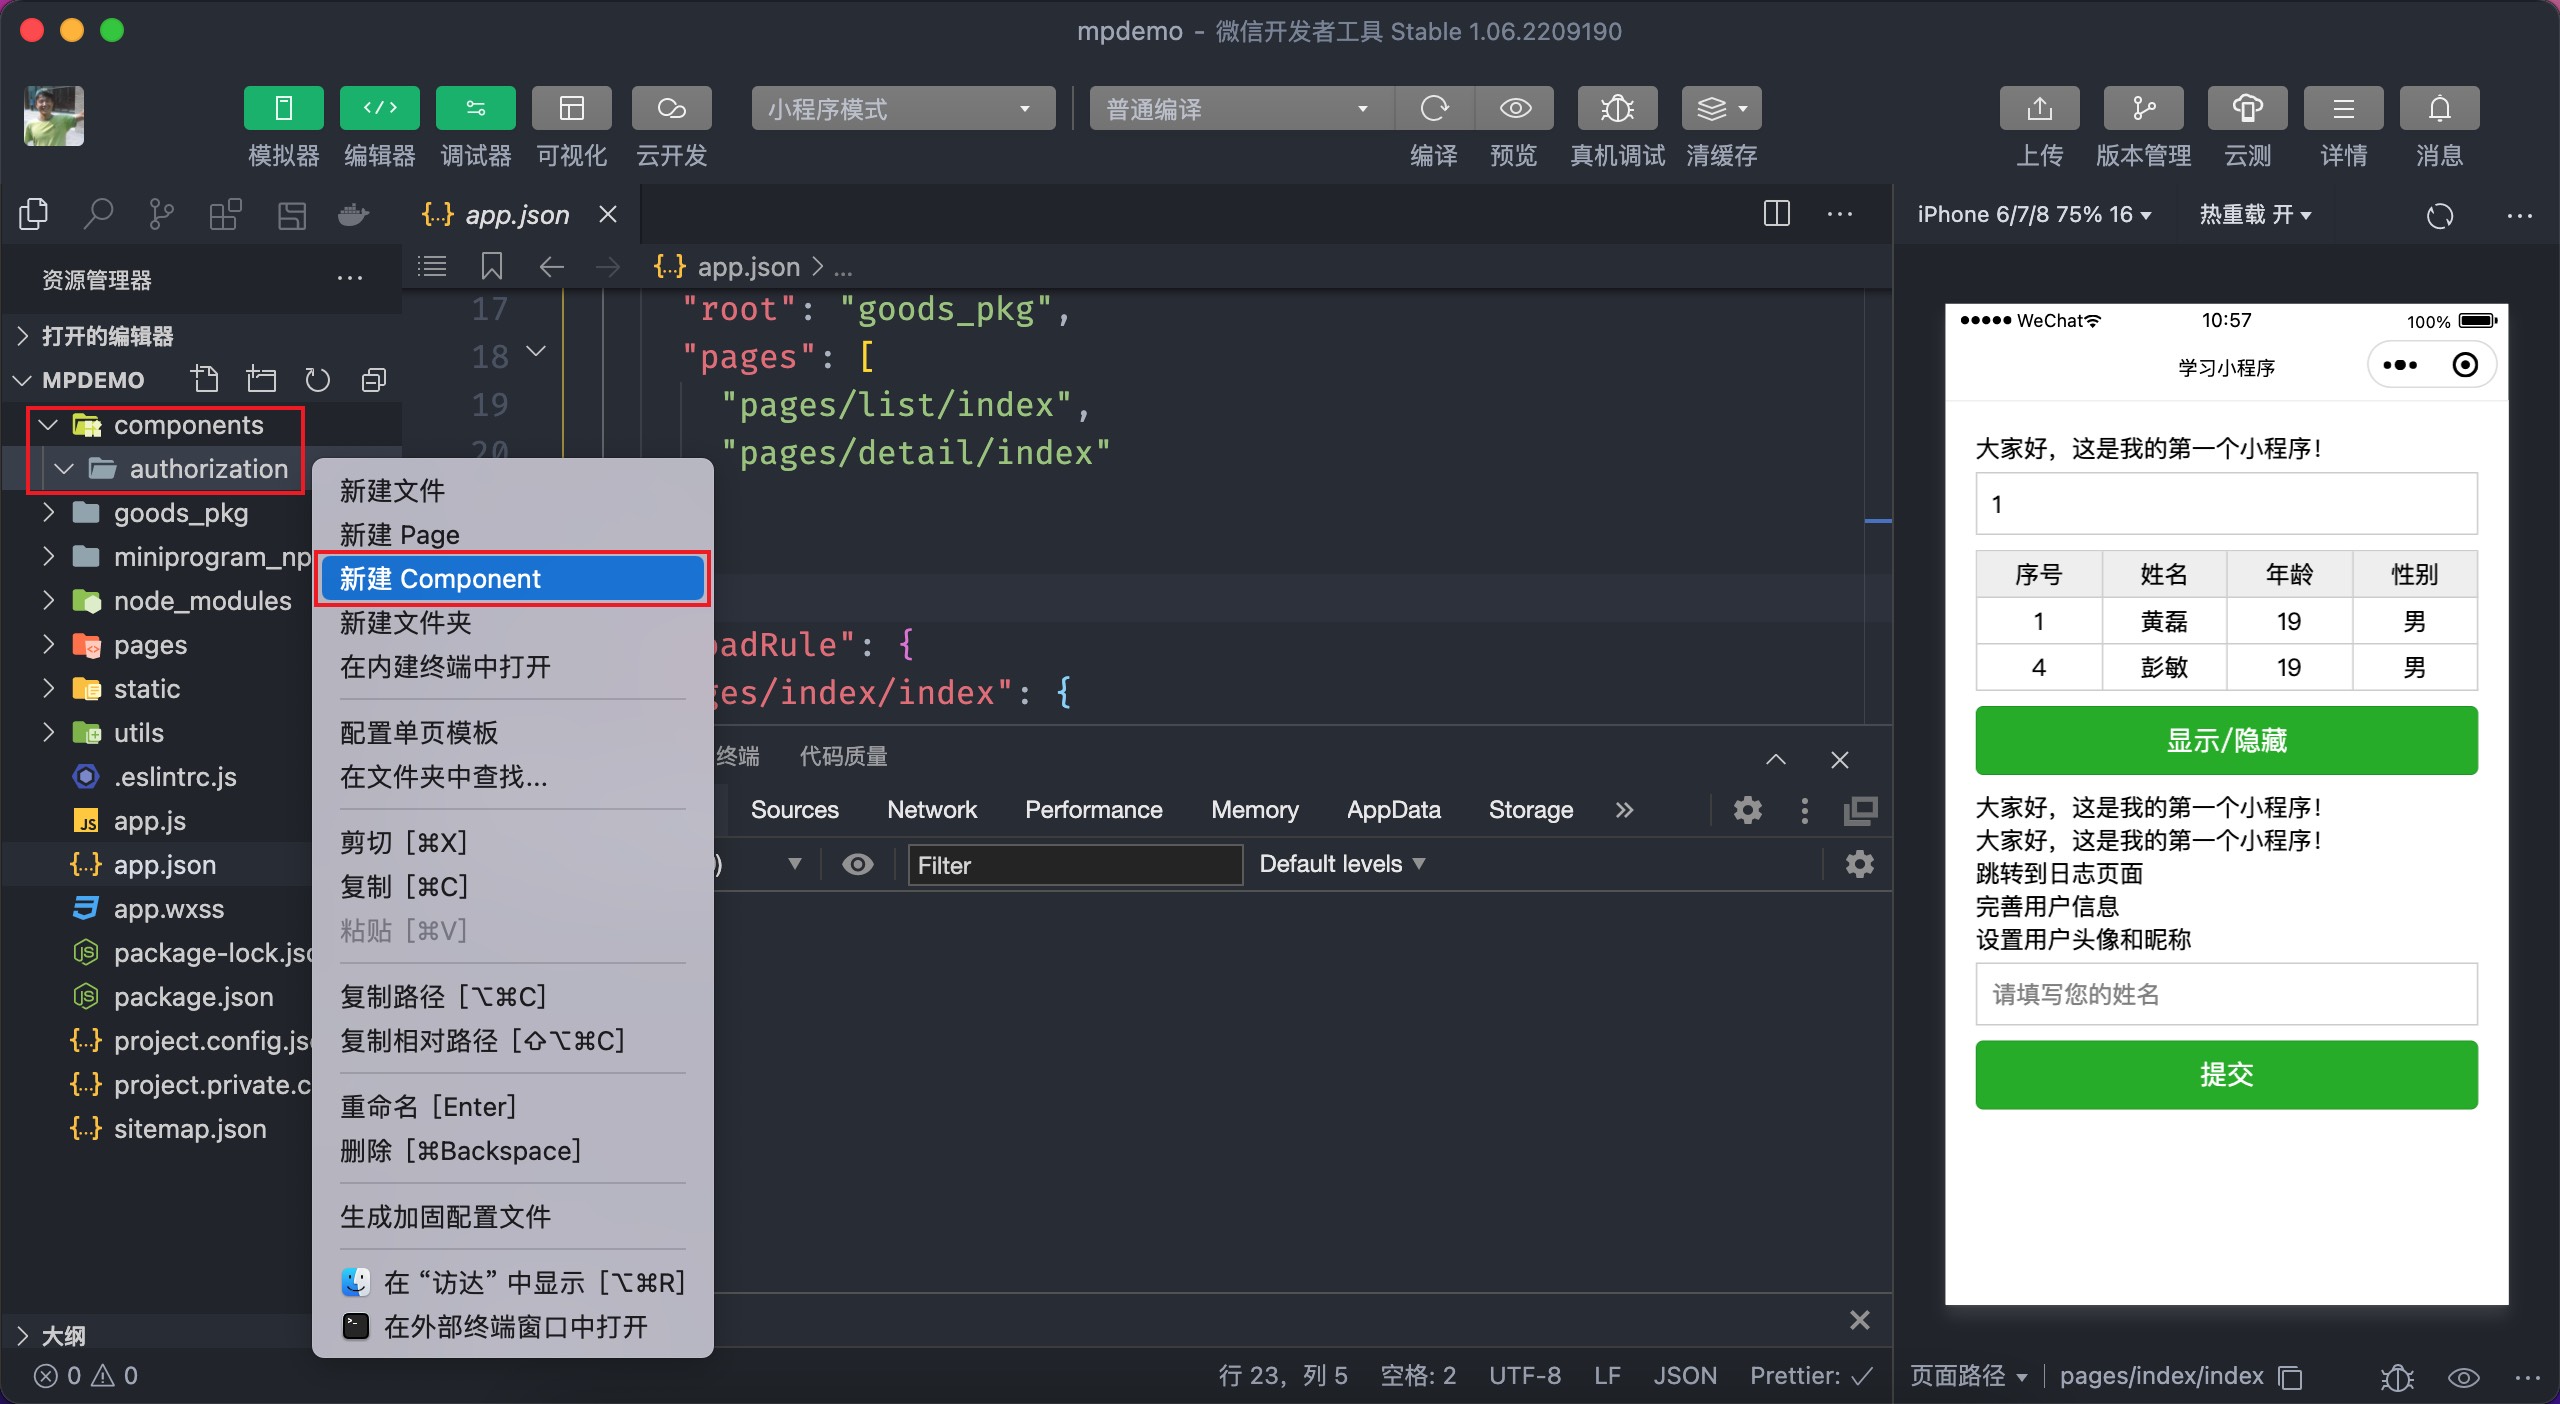 mpdemo - 微信开发者工具 Stable 1.06.2209190
模拟器 编辑器 调试器 可视化 云开发
小程序模式
普通编译
编译 预览 真机调试 清缓存
上传 版本管理 云测 详情 消息
{..} app.json
资源管理器
打开的编辑器
MPDEMO
components
authorization
goods_pkg
miniprogram_np
node_modules
pages
static
utils
.eslintrc.js
JS app.js
{..} app.json
app.wxss
package-lock.jso
package.json
{..} project.config.js
{..} project.private.c
{..} sitemap.json
大纲
0 0
{..} app.json > ...
17 "root": "goods_pkg",
18 "pages": [
19 "pages/list/index",
20 "pages/detail/index"
adRule": {
es/index/index": {
新建文件
新建 Page
新建 Component
新建文件夹
在内建终端中打开
配置单页模板
在文件夹中查找...
剪切 [⌘X]
复制 [⌘C]
粘贴 [⌘V]
复制路径 [⌥⌘C]
复制相对路径 [⇧⌥⌘C]
重命名 [Enter]
删除 [⌘Backspace]
生成加固配置文件
在 “访达” 中显示 [⌥⌘R]
在外部终端窗口中打开
终端 代码质量
Sources Network Performance Memory AppData Storage »
) Filter Default levels
行 23，列 5 空格: 2 UTF-8 LF JSON Prettier: ✓
iPhone 6/7/8 75% 16 热重载 开
WeChat 10:57 100%
学习小程序
大家好，这是我的第一个小程序！
1
序号 姓名 年龄 性别
1 黄磊 19 男
4 彭敏 19 男
显示/隐藏
大家好，这是我的第一个小程序！
大家好，这是我的第一个小程序！
跳转到日志页面
完善用户信息
设置用户头像和昵称
请填写您的姓名
提交
页面路径 pages/index/index